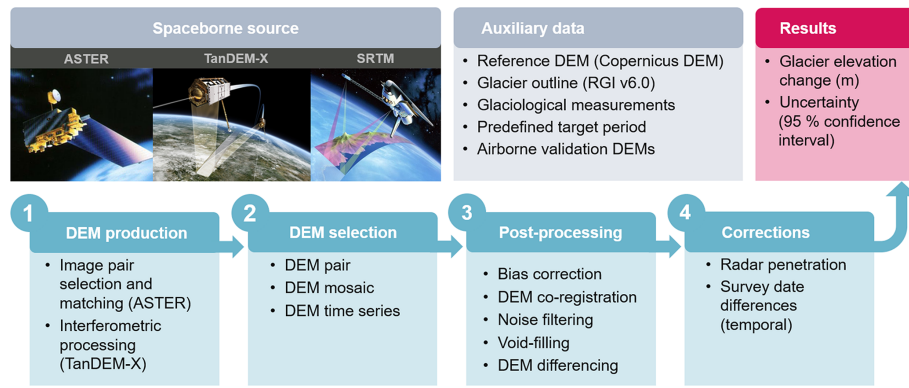 Spaceborne source
ASTER
TanDEM-X
SRTM
Auxiliary data
• Reference DEM (Copernicus DEM)
• Glacier outline (RGI v6.0)
• Glaciological measurements
• Predefined target period
• Airborne validation DEMs
Results
• Glacier elevation
change (m)
• Uncertainty
(95 % confidence
interval)
1
DEM production
• Image pair
selection and
matching (ASTER)
• Interferometric
processing
(TanDEM-X)
2
DEM selection
• DEM pair
• DEM mosaic
• DEM time series
3
Post-processing
• Bias correction
• DEM co-registration
• Noise filtering
• Void-filling
• DEM differencing
4
Corrections
• Radar penetration
• Survey date
differences
(temporal)